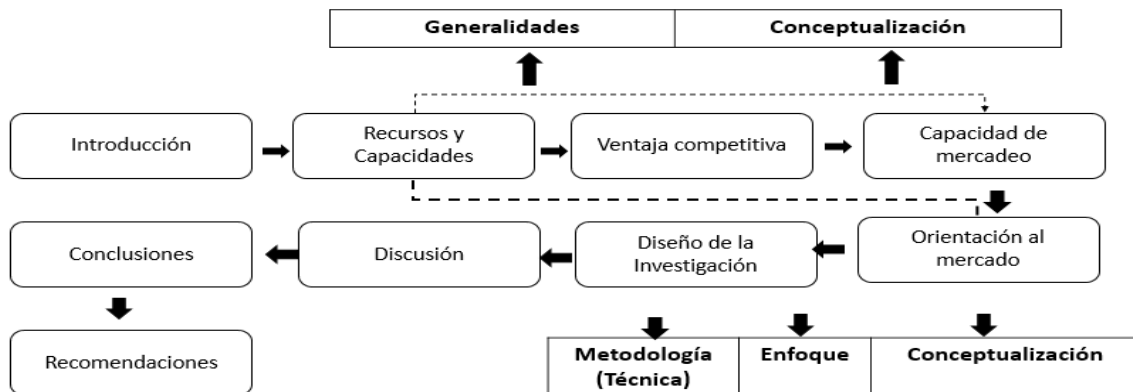 Generalidades
Conceptualización
Introducción
Recursos y
Capacidades
Ventaja competitiva
Capacidad de
mercadeo
Conclusiones
Discusión
Diseño de la
Investigación
Orientación al
mercado
Recomendaciones
Metodología
(Técnica)
Enfoque
Conceptualización